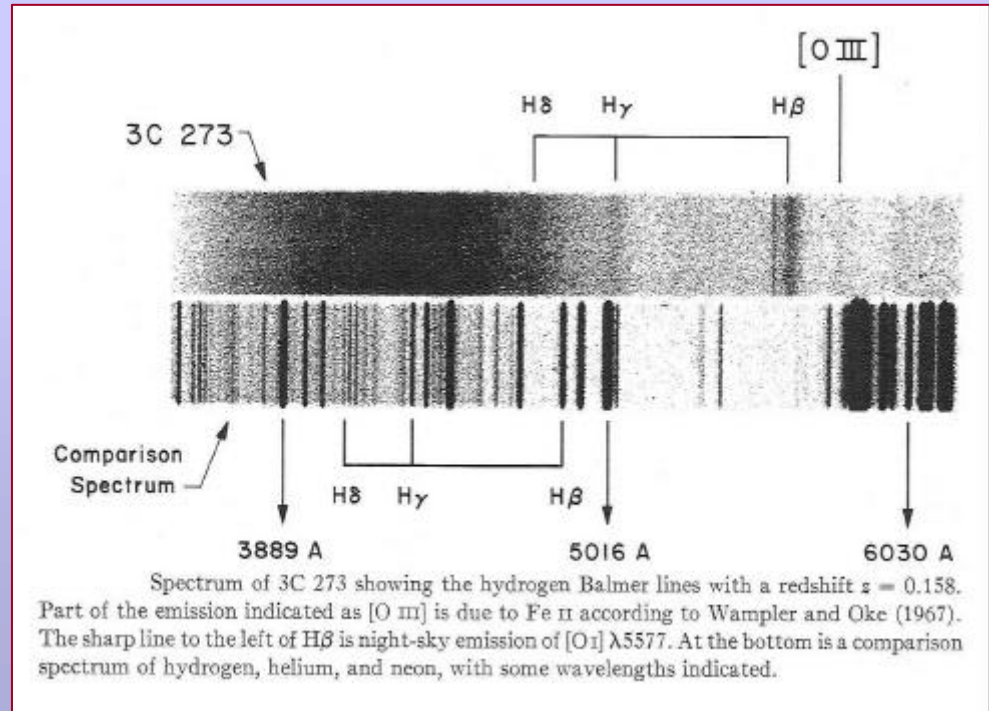 [O III]
Hδ Hγ Hβ
3C 273
Comparison
Spectrum
Hδ Hγ Hβ
3889 A 5016 A 6030 A
Spectrum of 3C 273 showing the hydrogen Balmer lines with a redshift z = 0.158.
Part of the emission indicated as [O III] is due to Fe II according to Wampler and Oke (1967).
The sharp line to the left of Hβ is night-sky emission of [OI] λ5577. At the bottom is a comparison
spectrum of hydrogen, helium, and neon, with some wavelengths indicated.